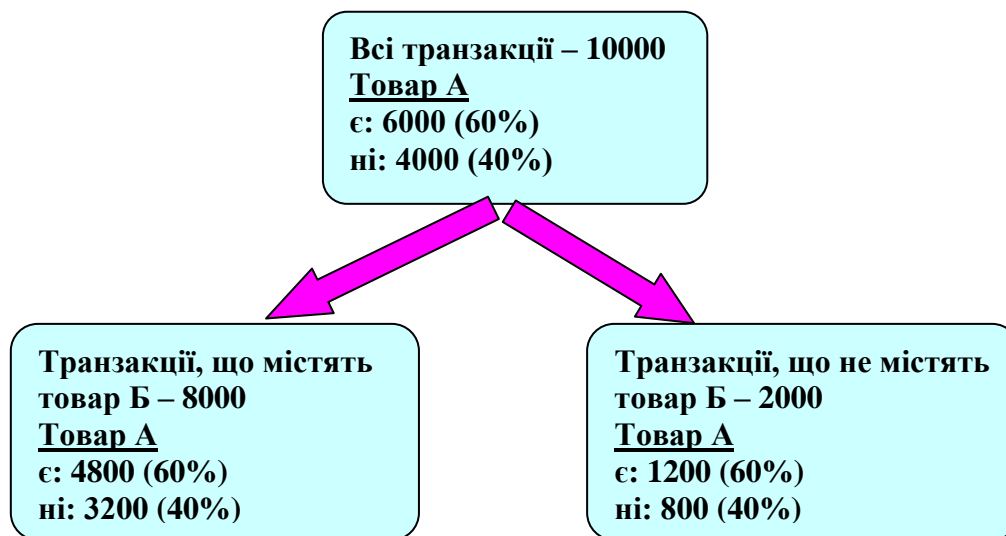 Всі транзакції – 10000
Товар А
є: 6000 (60%)
ні: 4000 (40%)
Транзакції, що містять
товар Б – 8000
Товар А
є: 4800 (60%)
ні: 3200 (40%)
Транзакції, що не містять
товар Б – 2000
Товар А
є: 1200 (60%)
ні: 800 (40%)